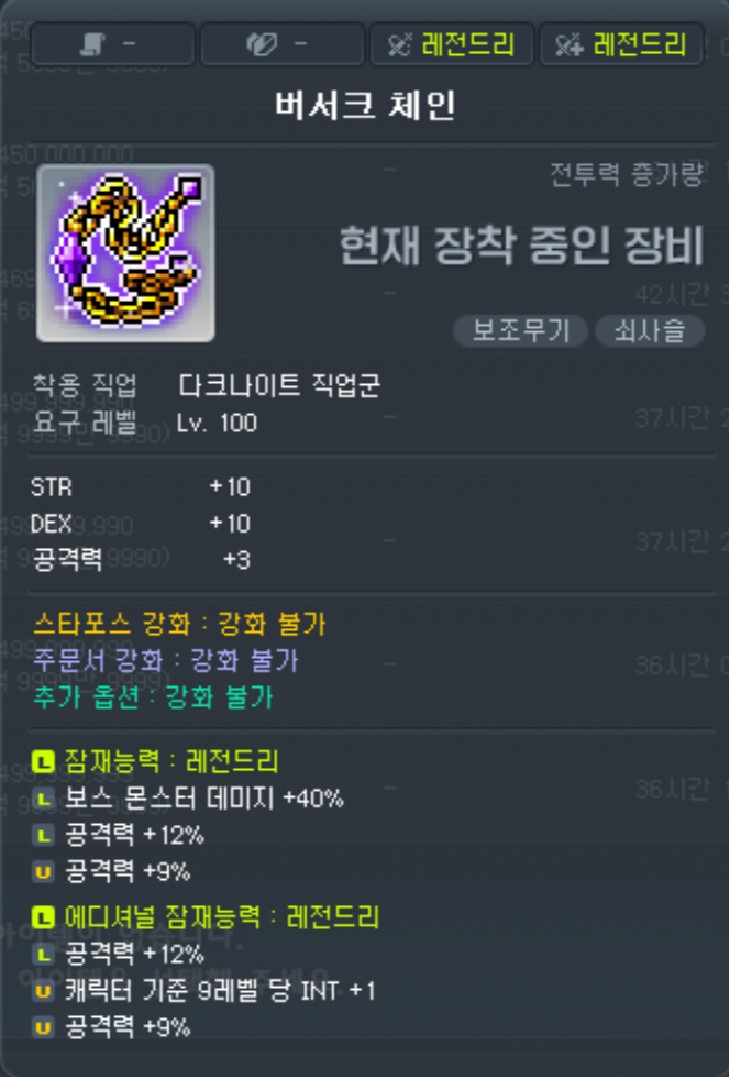 -
-
레전드리
레전드리
버서크 체인
전투력 증가량
현재 장착 중인 장비
보조무기
쇠사슬
착용 직업 다크나이트 직업군
요구 레벨 Lv. 100
STR +10
DEX +10
공격력 +3
스타포스 강화 : 강화 불가
주문서 강화 : 강화 불가
추가 옵션 : 강화 불가
L 잠재능력 : 레전드리
L 보스 몬스터 데미지 +40%
L 공격력 +12%
U 공격력 +9%
L 에디셔널 잠재능력 : 레전드리
L 공격력 +12%
U 캐릭터 기준 9레벨 당 INT +1
U 공격력 +9%